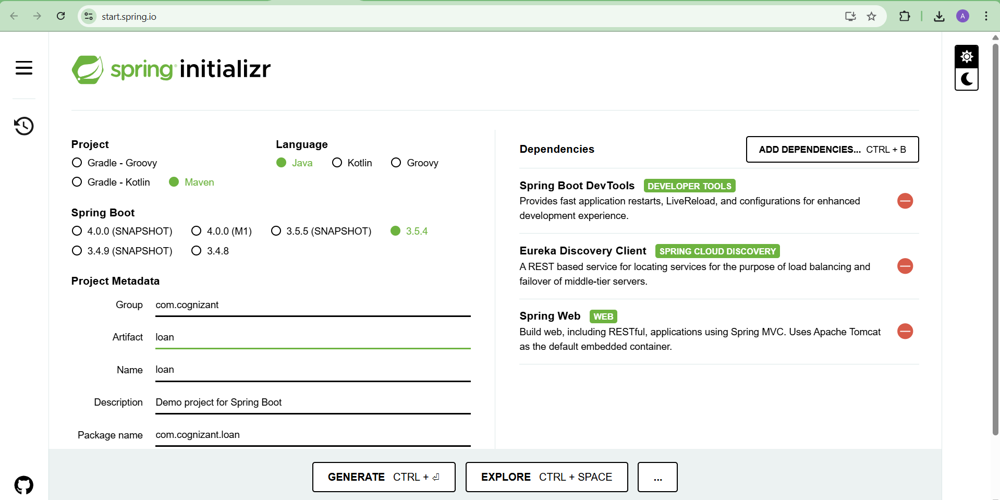 start.spring.io
A
spring initializr
Project
Gradle - Groovy
Gradle - Kotlin
Maven
Language
Java
Kotlin
Groovy
Spring Boot
4.0.0 (SNAPSHOT)
4.0.0 (M1)
3.5.5 (SNAPSHOT)
3.5.4
3.4.9 (SNAPSHOT)
3.4.8
Project Metadata
Group com.cognizant
Artifact loan
Name loan
Description Demo project for Spring Boot
Package name com.cognizant.loan
Dependencies
ADD DEPENDENCIES... CTRL + B
Spring Boot DevTools DEVELOPER TOOLS
Provides fast application restarts, LiveReload, and configurations for enhanced
development experience.
Eureka Discovery Client SPRING CLOUD DISCOVERY
A REST based service for locating services for the purpose of load balancing and
failover of middle-tier servers.
Spring Web WEB
Build web, including RESTful, applications using Spring MVC. Uses Apache Tomcat
as the default embedded container.
GENERATE CTRL + ⏎
EXPLORE CTRL + SPACE
...